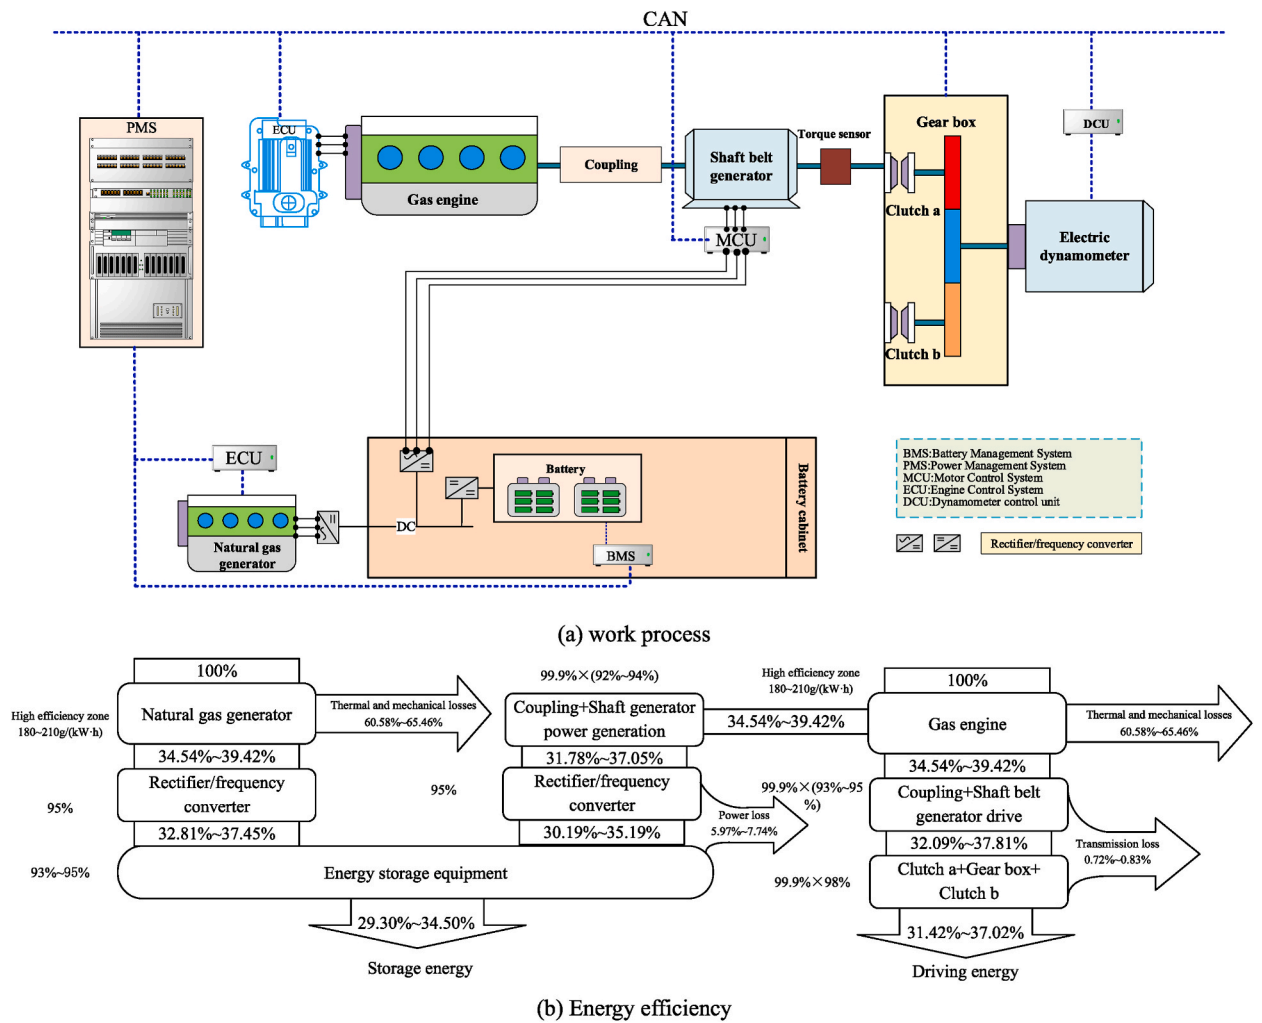 CAN
PMS
ECU
Gas engine
Coupling
Shaft belt
generator
Torque sensor
Gear box
Clutch a
Clutch b
DCU
Electric
dynamometer
MCU
ECU
Natural gas
generator
DC
Battery
BMS
Battery cabinet
BMS:Battery Management System
PMS:Power Management System
MCU:Motor Control System
ECU:Engine Control System
DCU:Dynamometer control unit
Rectifier/frequency converter
(a) work process
100%
High efficiency zone
180~210g/(kW·h)
Natural gas generator
Thermal and mechanical losses
60.58%~65.46%
34.54%~39.42%
95%
Rectifier/frequency
converter
32.81%~37.45%
93%~95%
Energy storage equipment
29.30%~34.50%
Storage energy
99.9%×(92%~94%)
Coupling+Shaft generator
power generation
31.78%~37.05%
95%
Rectifier/frequency
converter
30.19%~35.19%
Power loss
5.97%~7.74%
34.54%~39.42%
High efficiency zone
180~210g/(kW·h)
100%
Gas engine
Thermal and mechanical losses
60.58%~65.46%
34.54%~39.42%
99.9%×(93%~95
%)
Coupling+Shaft belt
generator drive
32.09%~37.81%
Transmission loss
0.72%~0.83%
99.9%×98%
Clutch a+Gear box+
Clutch b
31.42%~37.02%
Driving energy
(b) Energy efficiency